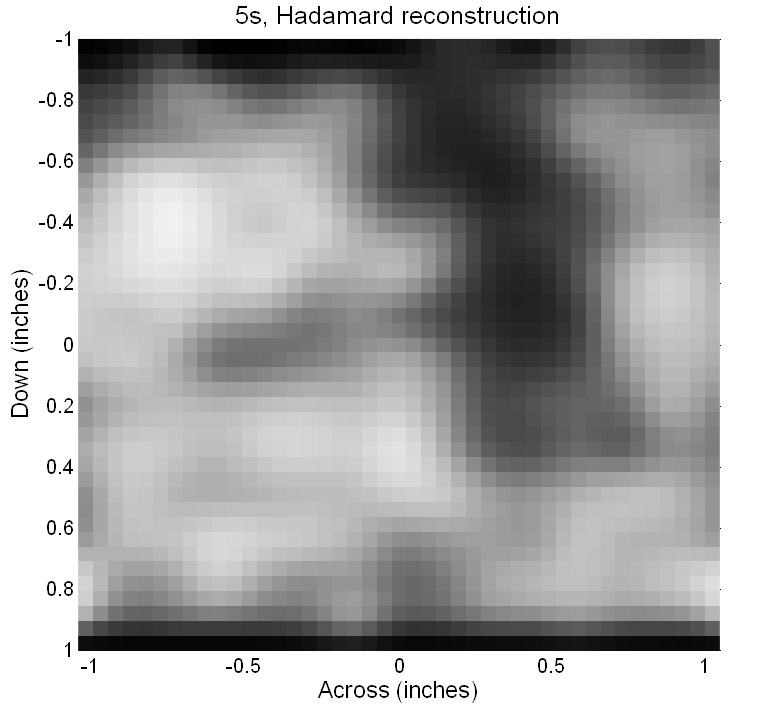 5s, Hadamard reconstruction
-1
-0.8
-0.6
-0.4
-0.2
0
0.2
0.4
0.6
0.8
1
Down (inches)
-1 -0.5 0 0.5 1
Across (inches)